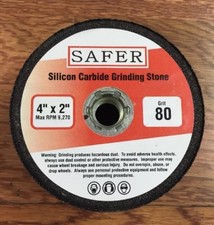 SAFER
Silicon Carbide Grinding Stone
4" x 2"
Max RPM 9,270
Grit
80
Warning: Grinding produces hazardous dust. To avoid adverse health effects,
always use dust control or other protective measures. Improper use may
cause wheel breakage and serious injury. Do not overspin, abuse, or
drop wheels. Always use personal protective equipment and follow
proper mounting procedures.